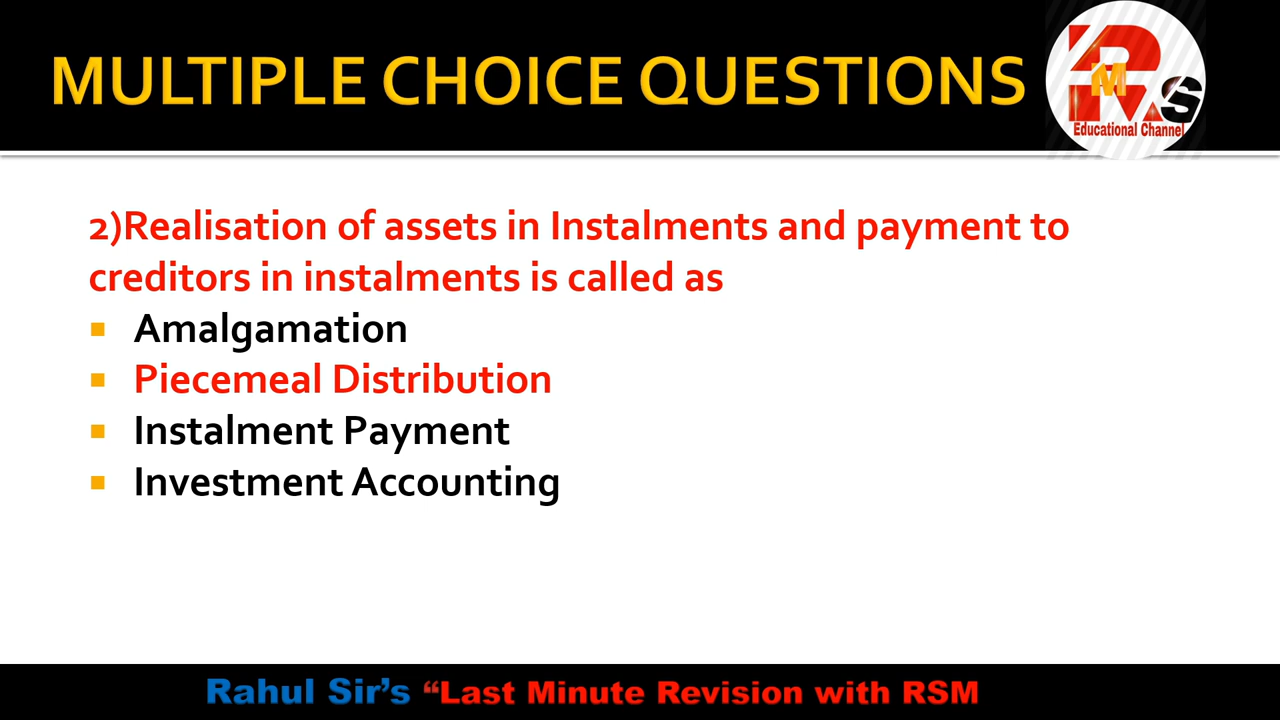 MULTIPLE CHOICE QUESTIONS
RMS
Educational Channel
2)Realisation of assets in Instalments and payment to
creditors in instalments is called as
Amalgamation
Piecemeal Distribution
Instalment Payment
Investment Accounting
Rahul Sir's “Last Minute Revision with RSM